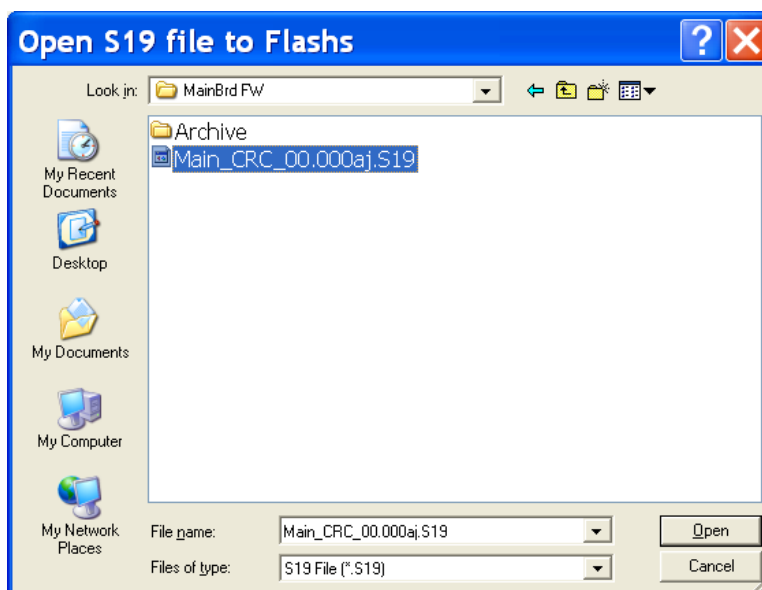 Open S19 file to Flashs
Look in: MainBrd FW
Archive
Main_CRC_00.000aj.S19
My Recent
Documents
Desktop
My Documents
My Computer
My Network
Places
File name: Main_CRC_00.000aj.S19 Open
Files of type: S19 File (*.S19) Cancel